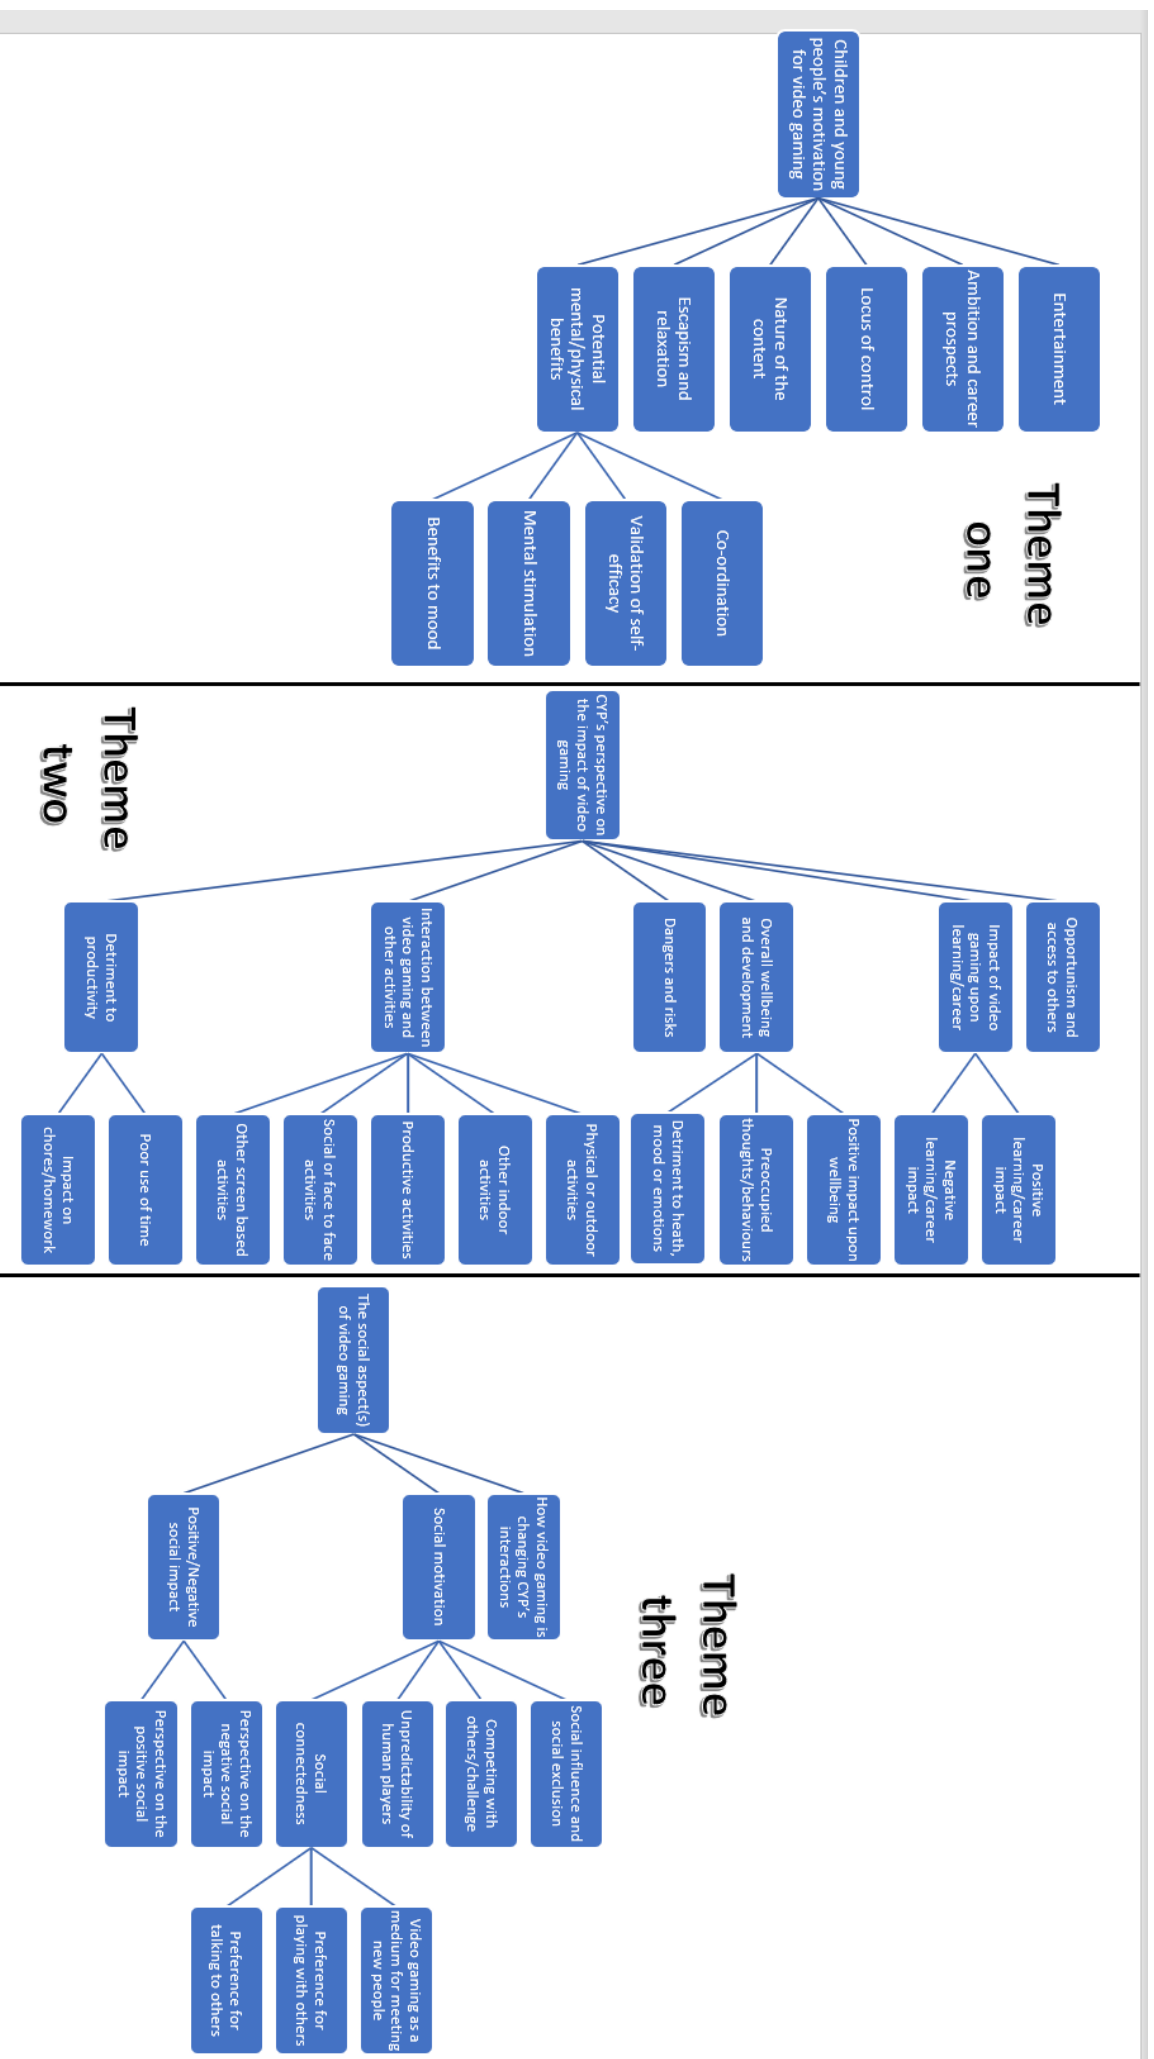 Theme
one
Children and young
people's motivation
for video gaming
Entertainment
Ambition and career
prospects
Locus of control
Nature of the
content
Escapism and
relaxation
Potential
mental/physical
benefits
Co-ordination
Validation of self-
efficacy
Mental stimulation
Benefits to mood
Theme
two
CYP's perspective on
the impact of video
gaming
Opportunism and
access to others
Impact of video
gaming upon
learning/career
Overall wellbeing
and development
Dangers and risks
Interaction between
video gaming and
other activities
Detriment to
productivity
Positive
learning/career
impact
Negative
learning/career
impact
Positive impact upon
wellbeing
Preoccupied
thoughts/behaviours
Detriment to heath,
mood or emotions
Physical or outdoor
activities
Other indoor
activities
Productive activities
Social or face to face
activities
Other screen based
activities
Poor use of time
Impact on
chores/homework
Theme
three
The social aspect(s)
of video gaming
How video gaming is
changing CYP's
interactions
Social motivation
Positive/Negative
social impact
Social influence and
social exclusion
Competing with
others/challenge
Unpredictability of
human players
Social
connectedness
Perspective on the
negative social
impact
Perspective on the
positive social
impact
Video gaming as a
medium for meeting
new people
Preference for
playing with others
Preference for
talking to others